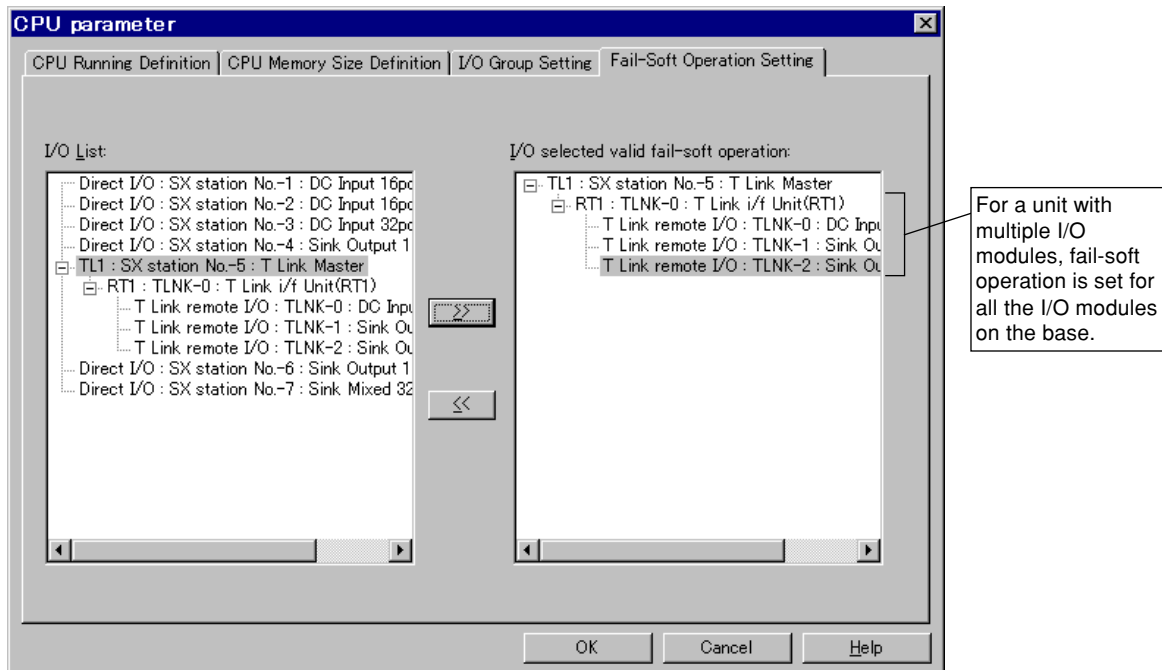 CPU parameter
CPU Running Definition
CPU Memory Size Definition
I/O Group Setting
Fail-Soft Operation Setting
I/O List:
Direct I/O : SX station No.-1 : DC Input 16po
Direct I/O : SX station No.-2 : DC Input 16po
Direct I/O : SX station No.-3 : DC Input 32po
Direct I/O : SX station No.-4 : Sink Output 1
TL1 : SX station No.-5 : T Link Master
RT1 : TLNK-0 : T Link i/f Unit(RT1)
T Link remote I/O : TLNK-0 : DC Inpu
T Link remote I/O : TLNK-1 : Sink Ou
T Link remote I/O : TLNK-2 : Sink Ou
Direct I/O : SX station No.-6 : Sink Output 1
Direct I/O : SX station No.-7 : Sink Mixed 32
>>
<<
I/O selected valid fail-soft operation:
TL1 : SX station No.-5 : T Link Master
RT1 : TLNK-0 : T Link i/f Unit(RT1)
T Link remote I/O : TLNK-0 : DC Inpu
T Link remote I/O : TLNK-1 : Sink Ou
T Link remote I/O : TLNK-2 : Sink Ou
For a unit with
multiple I/O
modules, fail-soft
operation is set for
all the I/O modules
on the base.
OK
Cancel
Help